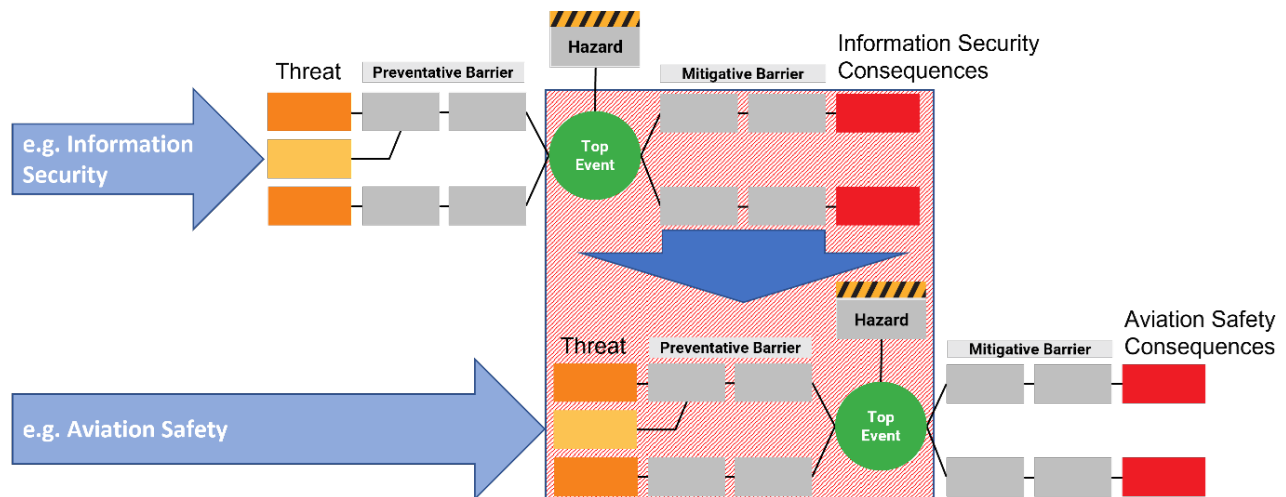 Hazard
Information Security
Consequences
Threat
Preventative Barrier
Mitigative Barrier
e.g. Information
Security
Top
Event
Hazard
Aviation Safety
Consequences
Threat
Preventative Barrier
Mitigative Barrier
e.g. Aviation Safety
Top
Event